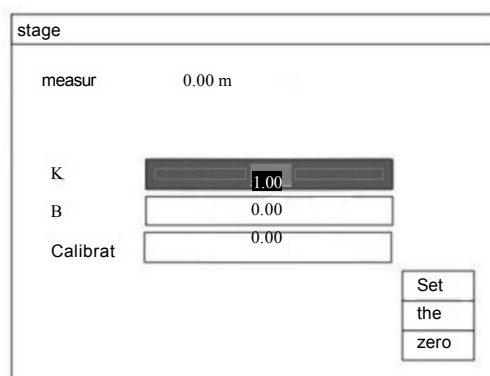 stage
measur 0.00 m
K 1.00
B 0.00
Calibrat 0.00
Set
the
zero